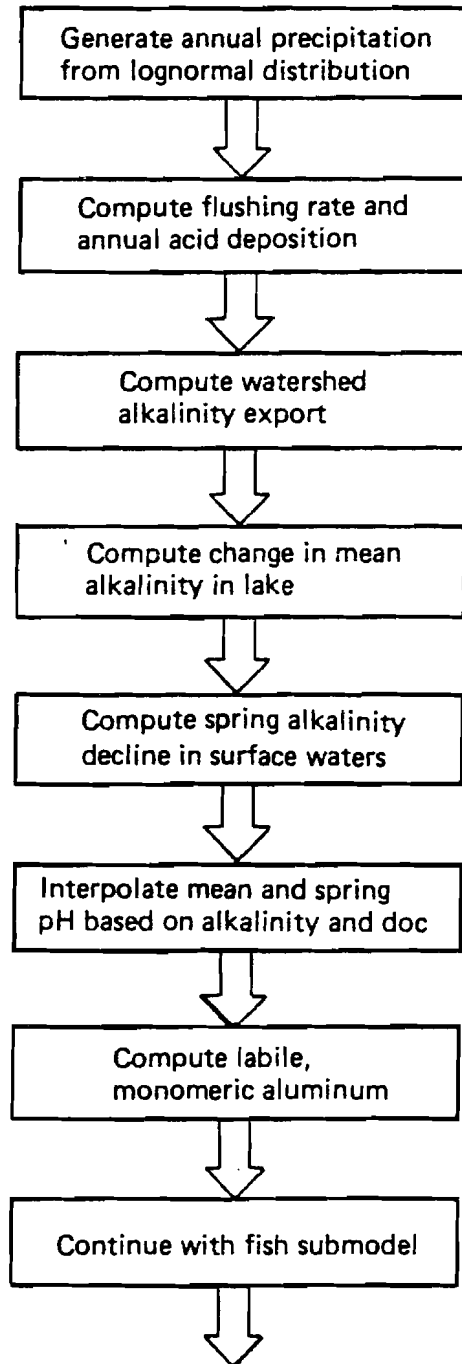 Generate annual precipitation
from lognormal distribution
Compute flushing rate and
annual acid deposition
Compute watershed
alkalinity export
Compute change in mean
alkalinity in lake
Compute spring alkalinity
decline in surface waters
Interpolate mean and spring
pH based on alkalinity and doc
Compute labile,
monomeric aluminum
Continue with fish submodel